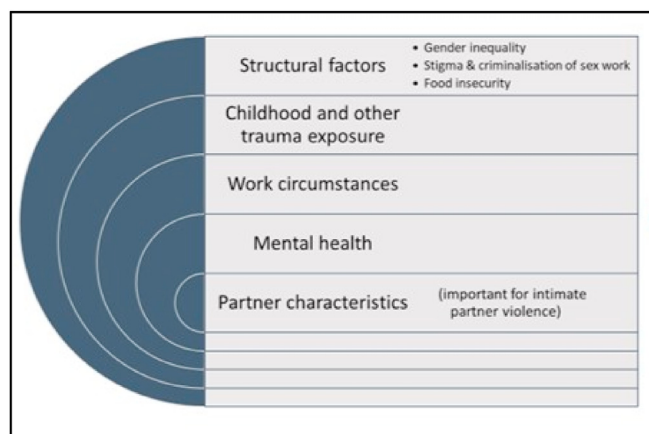 Structural factors
• Gender inequality
• Stigma & criminalisation of sex work
• Food insecurity
Childhood and other
trauma exposure
Work circumstances
Mental health
Partner characteristics
(important for intimate
partner violence)